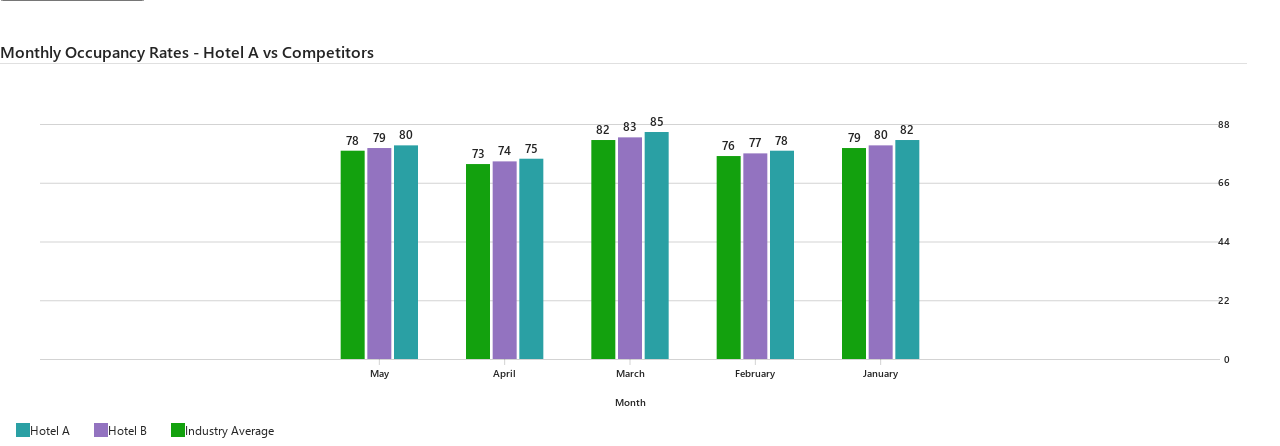 Monthly Occupancy Rates - Hotel A vs Competitors
78 79 80 73 74 75 82 83 85 76 77 78 79 80 82
88
66
44
22
0
May April March February January
Month
Hotel A Hotel B Industry Average